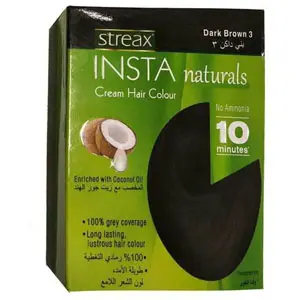 streax
Dark Brown 3
بني داكن ٣
INSTA naturals
Cream Hair Colour
No Ammonia
10
minutes*
Enriched with Coconut Oil
المخصب مع زيت جوز الهند
• 100% grey coverage
• Long lasting,
lustrous hair colour
%100 رمادي التغطية
طويلة الأمد،
لون الشعر اللامع